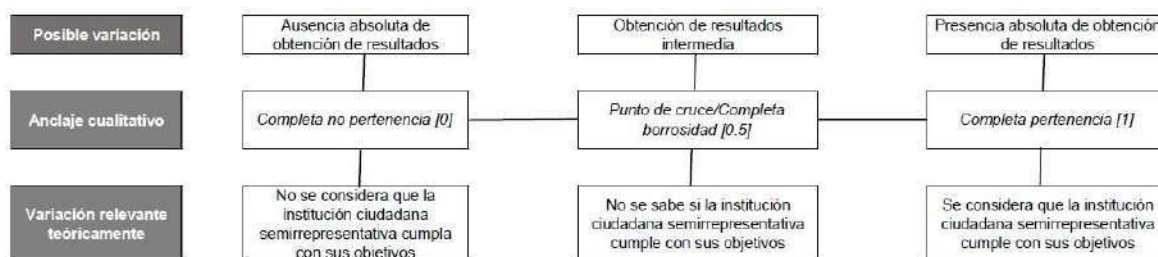 Posible variación
Ausencia absoluta de
obtención de resultados
Obtención de resultados
intermedia
Presencia absoluta de obtención
de resultados
Anclaje cualitativo
Completa no pertenencia [0]
Punto de cruce/Completa
borrosidad [0.5]
Completa pertenencia [1]
Variación relevante
teóricamente
No se considera que la
institución ciudadana
semirrepresentativa cumpla
con sus objetivos
No se sabe si la institución
ciudadana semirrepresentativa
cumple con sus objetivos
Se considera que la institución
ciudadana semirrepresentativa
cumple con sus objetivos